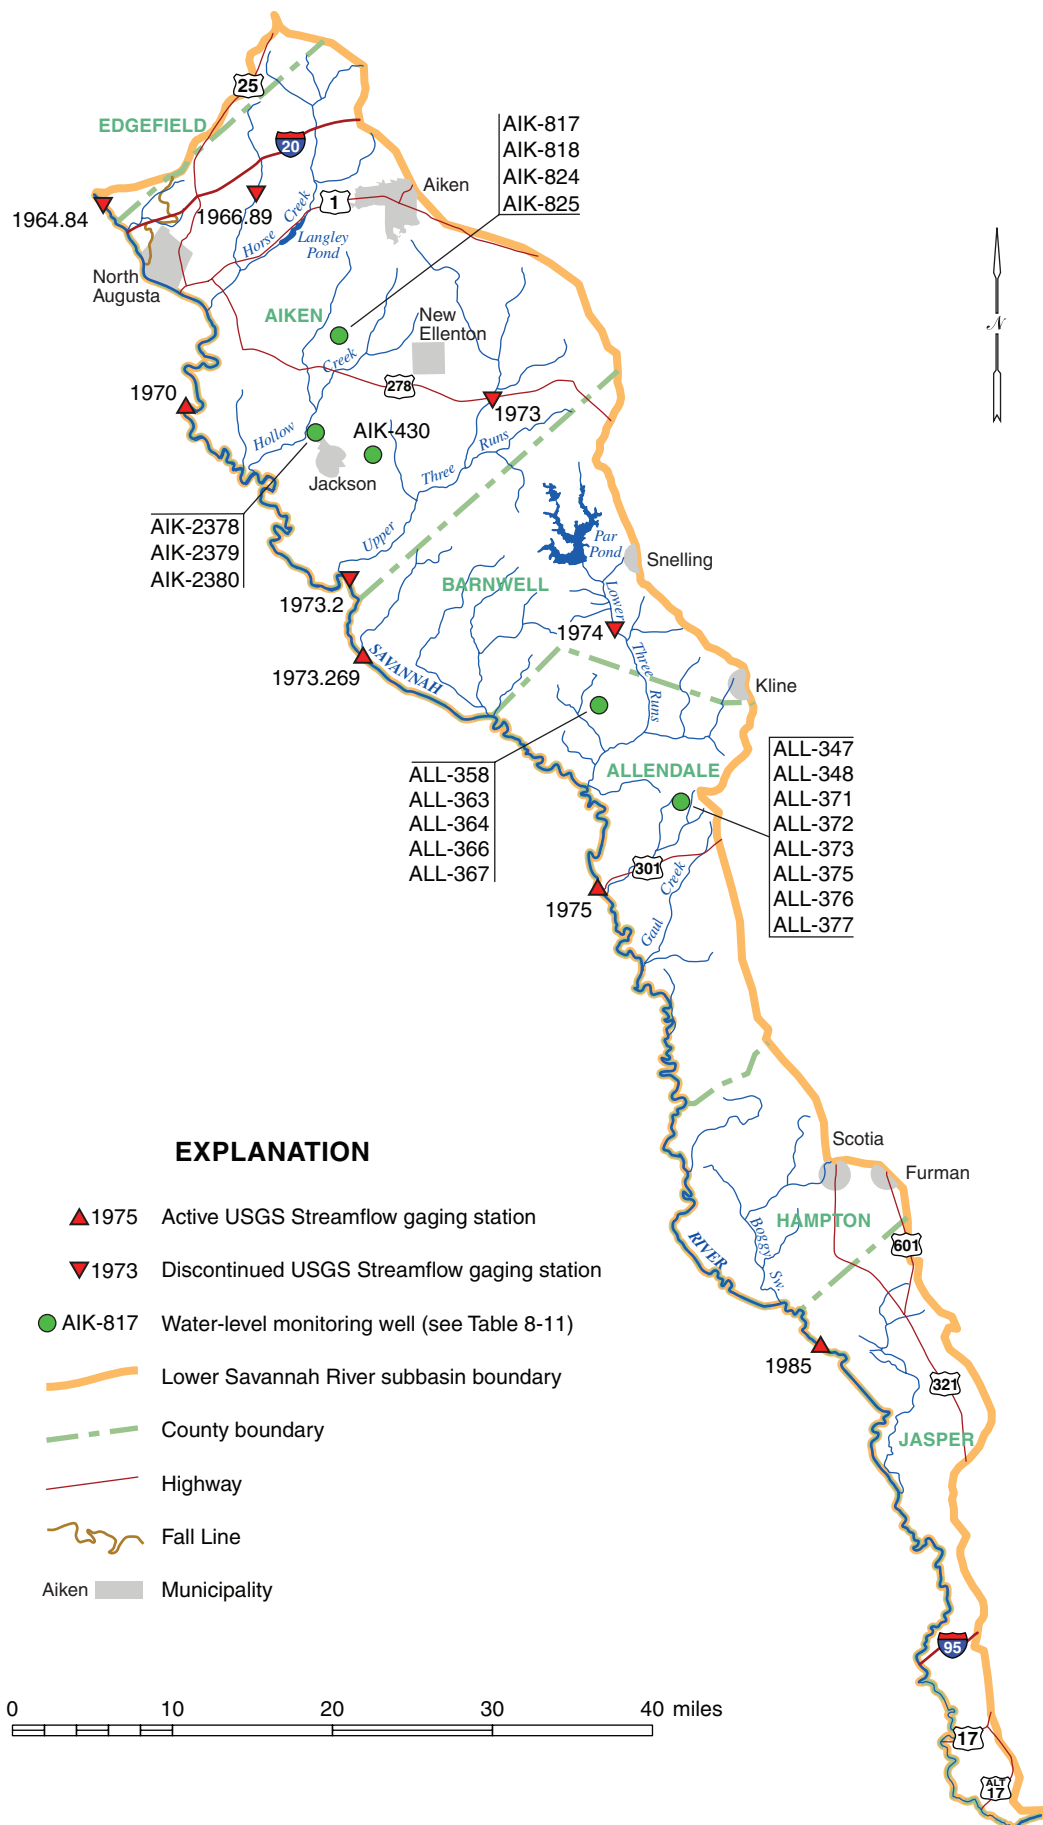 25
EDGEFIELD
20
AIK-817
AIK-818
AIK-824
AIK-825
Aiken
1
1964.84
1966.89
Horse Creek
Langley
Pond
North
Augusta
AIKEN
New
Ellenton
Creek
278
1970
1973
Hollow
AIK-430
Runs
Three
Jackson
AIK-2378
AIK-2379
AIK-2380
Upper
Par
Pond
Snelling
BARNWELL
Lower
1973.2
1974
Three
Runs
1973.269
SAVANNAH
Kline
ALL-358
ALL-363
ALL-364
ALL-366
ALL-367
ALLENDALE
ALL-347
ALL-348
ALL-371
ALL-372
ALL-373
ALL-375
ALL-376
ALL-377
301
Creek
Gaul
1975
N
Scotia
Furman
HAMPTON
Boggy
Sw.
601
RIVER
1985
321
JASPER
95
17
ALT
17
EXPLANATION
1975 Active USGS Streamflow gaging station
1973 Discontinued USGS Streamflow gaging station
AIK-817 Water-level monitoring well (see Table 8-11)
Lower Savannah River subbasin boundary
County boundary
Highway
Fall Line
Aiken Municipality
0 10 20 30 40 miles